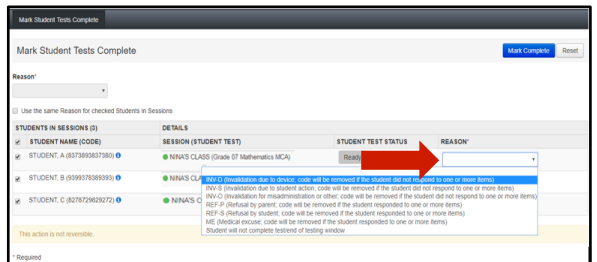 Mark Student Tests Complete
Mark Student Tests Complete
Mark Complete Reset
Reason*
Use the same Reason for checked Students in Sessions
STUDENTS IN SESSIONS (3) DETAILS
STUDENT NAME (CODE) SESSION (STUDENT TEST) STUDENT TEST STATUS REASON*
STUDENT, A (8373893837380) NINA'S CLASS (Grade 07 Mathematics MCA) Ready
INV-D (Invalidation due to device; code will be removed if the student did not respond to one or more items)
STUDENT, B (9399378389393) NINA'S CLA
INV-S (Invalidation due to student action; code will be removed if the student did not respond to one or more items)
INV-O (Invalidation for misadministration or other; code will be removed if the student did not respond to one or more items)
REF-P (Refusal by parent; code will be removed if the student responded to one or more items)
STUDENT, C (8278729629272) NINA'S C
REF-S (Refusal by student; code will be removed if the student responded to one or more items)
ME (Medical excuse; code will be removed if the student responded to one or more items)
Student will not complete test/end of testing window
This action is not reversible.
* Required